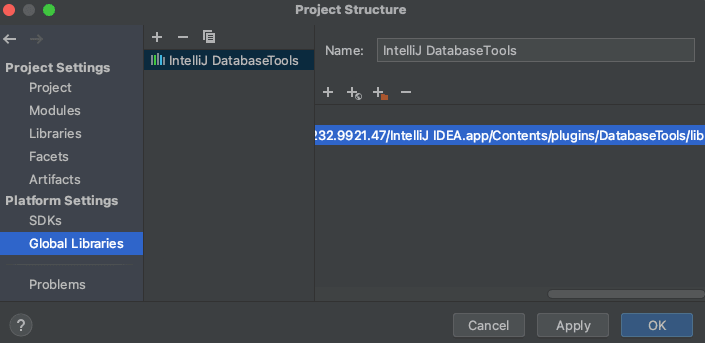 Project Structure
Project Settings
Project
Modules
Libraries
Facets
Artifacts
Platform Settings
SDKs
Global Libraries
Problems
IntelliJ DatabaseTools
Name: IntelliJ DatabaseTools
232.9921.47/IntelliJ IDEA.app/Contents/plugins/DatabaseTools/lib
?
Cancel
Apply
OK